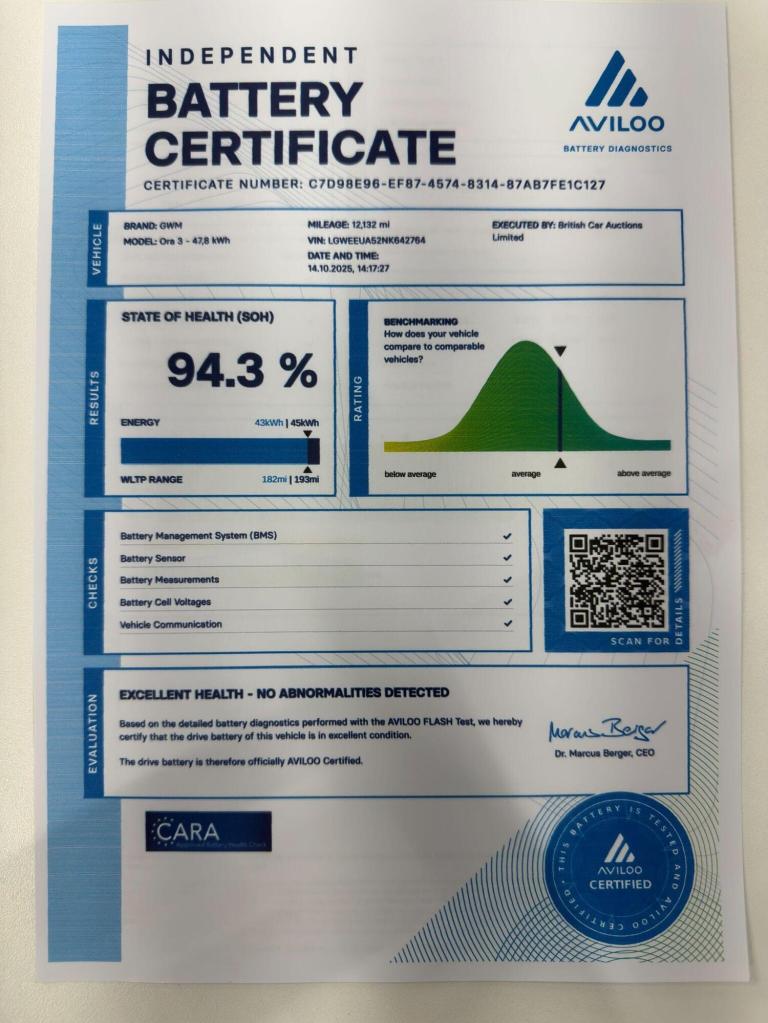 INDEPENDENT
BATTERY
CERTIFICATE
CERTIFICATE NUMBER: C7D98E96-EF87-4574-8314-87AB7FE1C127
AVILOO
BATTERY DIAGNOSTICS
VEHICLE
BRAND: GWM
MODEL: Ora 3 - 47,8 kWh
MILEAGE: 12,132 mi
VIN: LGWEEUA52NK642764
DATE AND TIME:
14.10.2025, 14:17:27
EXECUTED BY: British Car Auctions
Limited
RESULTS
STATE OF HEALTH (SOH)
94.3 %
ENERGY 43kWh | 45kWh
WLTP RANGE 182mi | 193mi
RATING
BENCHMARKING
How does your vehicle
compare to comparable
vehicles?
below average average above average
CHECKS
Battery Management System (BMS) ✓
Battery Sensor ✓
Battery Measurements ✓
Battery Cell Voltages ✓
Vehicle Communication ✓
SCAN FOR DETAILS
EVALUATION
EXCELLENT HEALTH - NO ABNORMALITIES DETECTED
Based on the detailed battery diagnostics performed with the AVILOO FLASH Test, we hereby
certify that the drive battery of this vehicle is in excellent condition.
The drive battery is therefore officially AVILOO Certified.
Marcus Berger
Dr. Marcus Berger, CEO
CARA
Approved Battery Health Check
THIS BATTERY IS TESTED AND AVILOO CERTIFIED
AVILOO
CERTIFIED